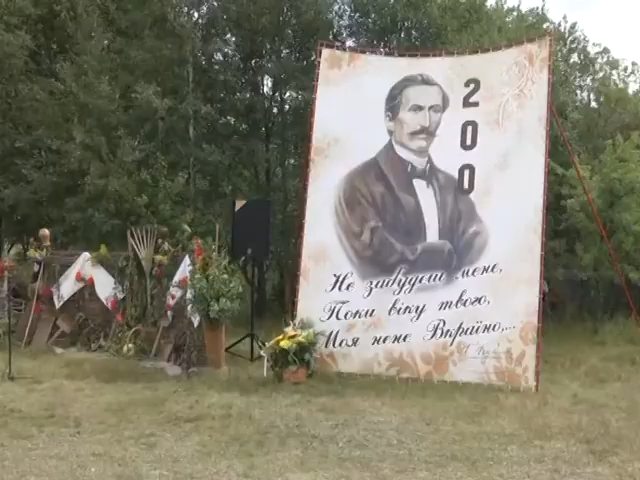 200
Не забудеш мене,
Поки віку твого,
Моя нене Вкраїно,...